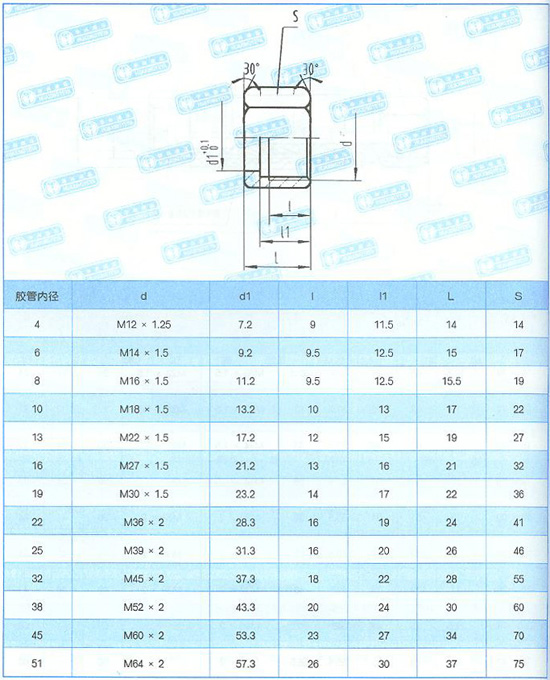 S
30° 30°
d1 +0.1 0
d
l
l1
L
胶管内径 d d1 l l1 L S
4 M12 × 1.25 7.2 9 11.5 14 14
6 M14 × 1.5 9.2 9.5 12.5 15 17
8 M16 × 1.5 11.2 9.5 12.5 15.5 19
10 M18 × 1.5 13.2 10 13 17 22
13 M22 × 1.5 17.2 12 15 19 27
16 M27 × 1.5 21.2 13 16 21 32
19 M30 × 1.5 23.2 14 17 22 36
22 M36 × 2 28.3 16 19 24 41
25 M39 × 2 31.3 16 20 26 46
32 M45 × 2 37.3 18 22 28 55
38 M52 × 2 43.3 20 24 30 60
45 M60 × 2 53.3 23 27 34 70
51 M64 × 2 57.3 26 30 37 75